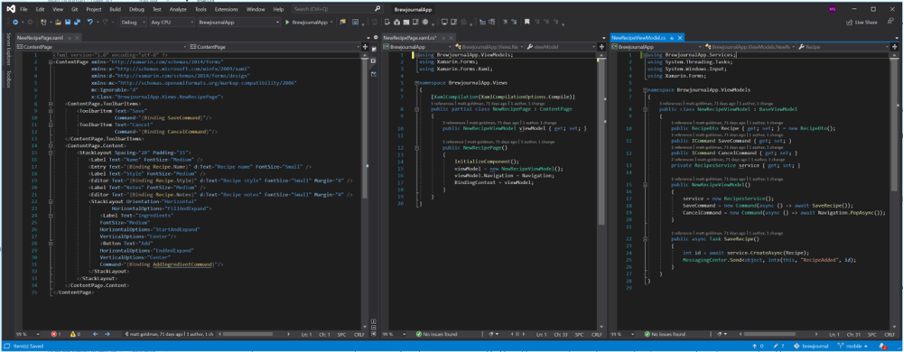 File Edit View Git Project Build Debug Test Analyze Tools Extensions Window Help Search (Ctrl+Q)
BrewjournalApp
Debug Any CPU BrewjournalApp BrewjournalApp
Live Share
Server Explorer
Toolbox
NewRecipePage.xaml
ContentPage ContentPage
<?xml version="1.0" encoding="utf-8" ?>
<ContentPage xmlns="http://xamarin.com/schemas/2014/forms"
xmlns:x="http://schemas.microsoft.com/winfx/2009/xaml"
xmlns:d="http://xamarin.com/schemas/2014/forms/design"
xmlns:mc="http://schemas.openxmlformats.org/markup-compatibility/2006"
mc:Ignorable="d"
x:Class="BrewjournalApp.Views.NewRecipePage">
<ContentPage.ToolbarItems>
<ToolbarItem Text="Save"
Command="{Binding SaveCommand}"/>
<ToolbarItem Text="Cancel"
Command="{Binding CancelCommand}"/>
</ContentPage.ToolbarItems>
<ContentPage.Content>
<StackLayout Spacing="20" Padding="15">
<Label Text="Name" FontSize="Medium" />
<Entry Text="{Binding Recipe.Name}" d:Text="Recipe name" FontSize="Small" />
<Label Text="Style" FontSize="Medium" />
<Editor Text="{Binding Recipe.Style}" d:Text="Recipe style" FontSize="Small" Margin="0" />
<Label Text="Notes" FontSize="Medium" />
<Editor Text="{Binding Recipe.Notes}" d:Text="Recipe notes" FontSize="Small" Margin="0" />
<StackLayout Orientation="Horizontal"
HorizontalOptions="FillAndExpand">
<Label Text="Ingredients"
FontSize="Medium"
HorizontalOptions="StartAndExpand"
VerticalOptions="Center"/>
<Button Text="Add"
HorizontalOptions="EndAndExpand"
VerticalOptions="Center"
Command="{Binding AddIngredientCommand}"/>
</StackLayout>
</StackLayout>
</ContentPage.Content>
</ContentPage>
NewRecipePage.xaml.cs
BrewjournalApp BrewjournalApp.Views.Ne viewModel
using BrewjournalApp.ViewModels;
using Xamarin.Forms;
using Xamarin.Forms.Xaml;
namespace BrewjournalApp.Views
{
[XamlCompilation(XamlCompilationOptions.Compile)]
public partial class NewRecipePage : ContentPage
{
public NewRecipeViewModel viewModel { get; set; }
public NewRecipePage()
{
InitializeComponent();
viewModel = new NewRecipeViewModel();
viewModel.Navigation = Navigation;
BindingContext = viewModel;
}
}
}
NewRecipeViewModel.cs
BrewjournalApp BrewjournalApp.ViewModels.NewRe Recipe
using BrewjournalApp.Services;
using System.Threading.Tasks;
using System.Windows.Input;
using Xamarin.Forms;
namespace BrewjournalApp.ViewModels
{
public class NewRecipeViewModel : BaseViewModel
{
public RecipeDto Recipe { get; set; } = new RecipeDto();
public ICommand SaveCommand { get; set; }
public ICommand CancelCommand { get; set; }
private RecipesService service { get; set; }
public NewRecipeViewModel()
{
service = new RecipesService();
SaveCommand = new Command(async () => await SaveRecipe());
CancelCommand = new Command(async () => await Navigation.PopAsync());
}
public async Task SaveRecipe()
{
int id = await service.CreateAsync(Recipe);
MessagingCenter.Send<object, int>(this, "RecipeAdded", id);
}
}
}
No issues found
No issues found
Item(s) Saved
brewjournal mobile